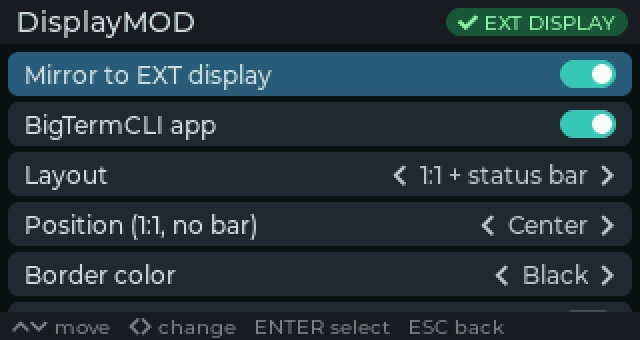 DisplayMOD
EXT DISPLAY
Mirror to EXT display
BigTermCLI app
Layout
1:1 + status bar
Position (1:1, no bar)
Center
Border color
Black
move change ENTER select ESC back